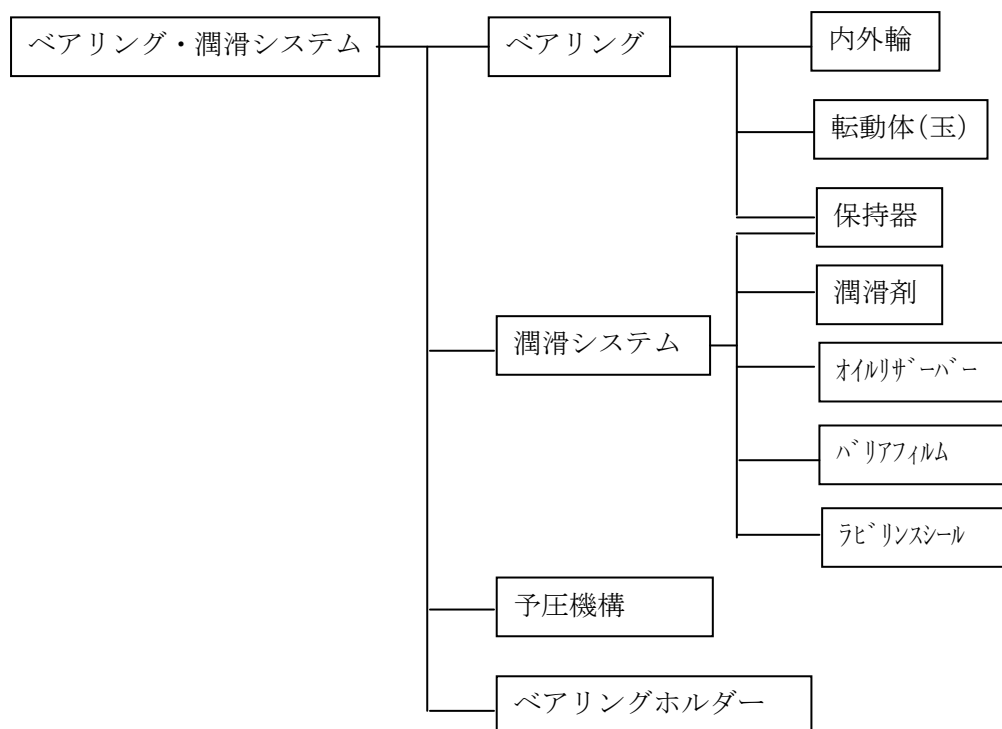 ベアリング・潤滑システム
ベアリング
内外輪
転動体(玉)
保持器
潤滑剤
潤滑システム
ｵｲﾙﾘｻﾞｰﾊﾞｰ
ﾊﾞﾘｱﾌｨﾙﾑ
ﾗﾋﾞﾘﾝｽｼｰﾙ
予圧機構
ベアリングホルダー